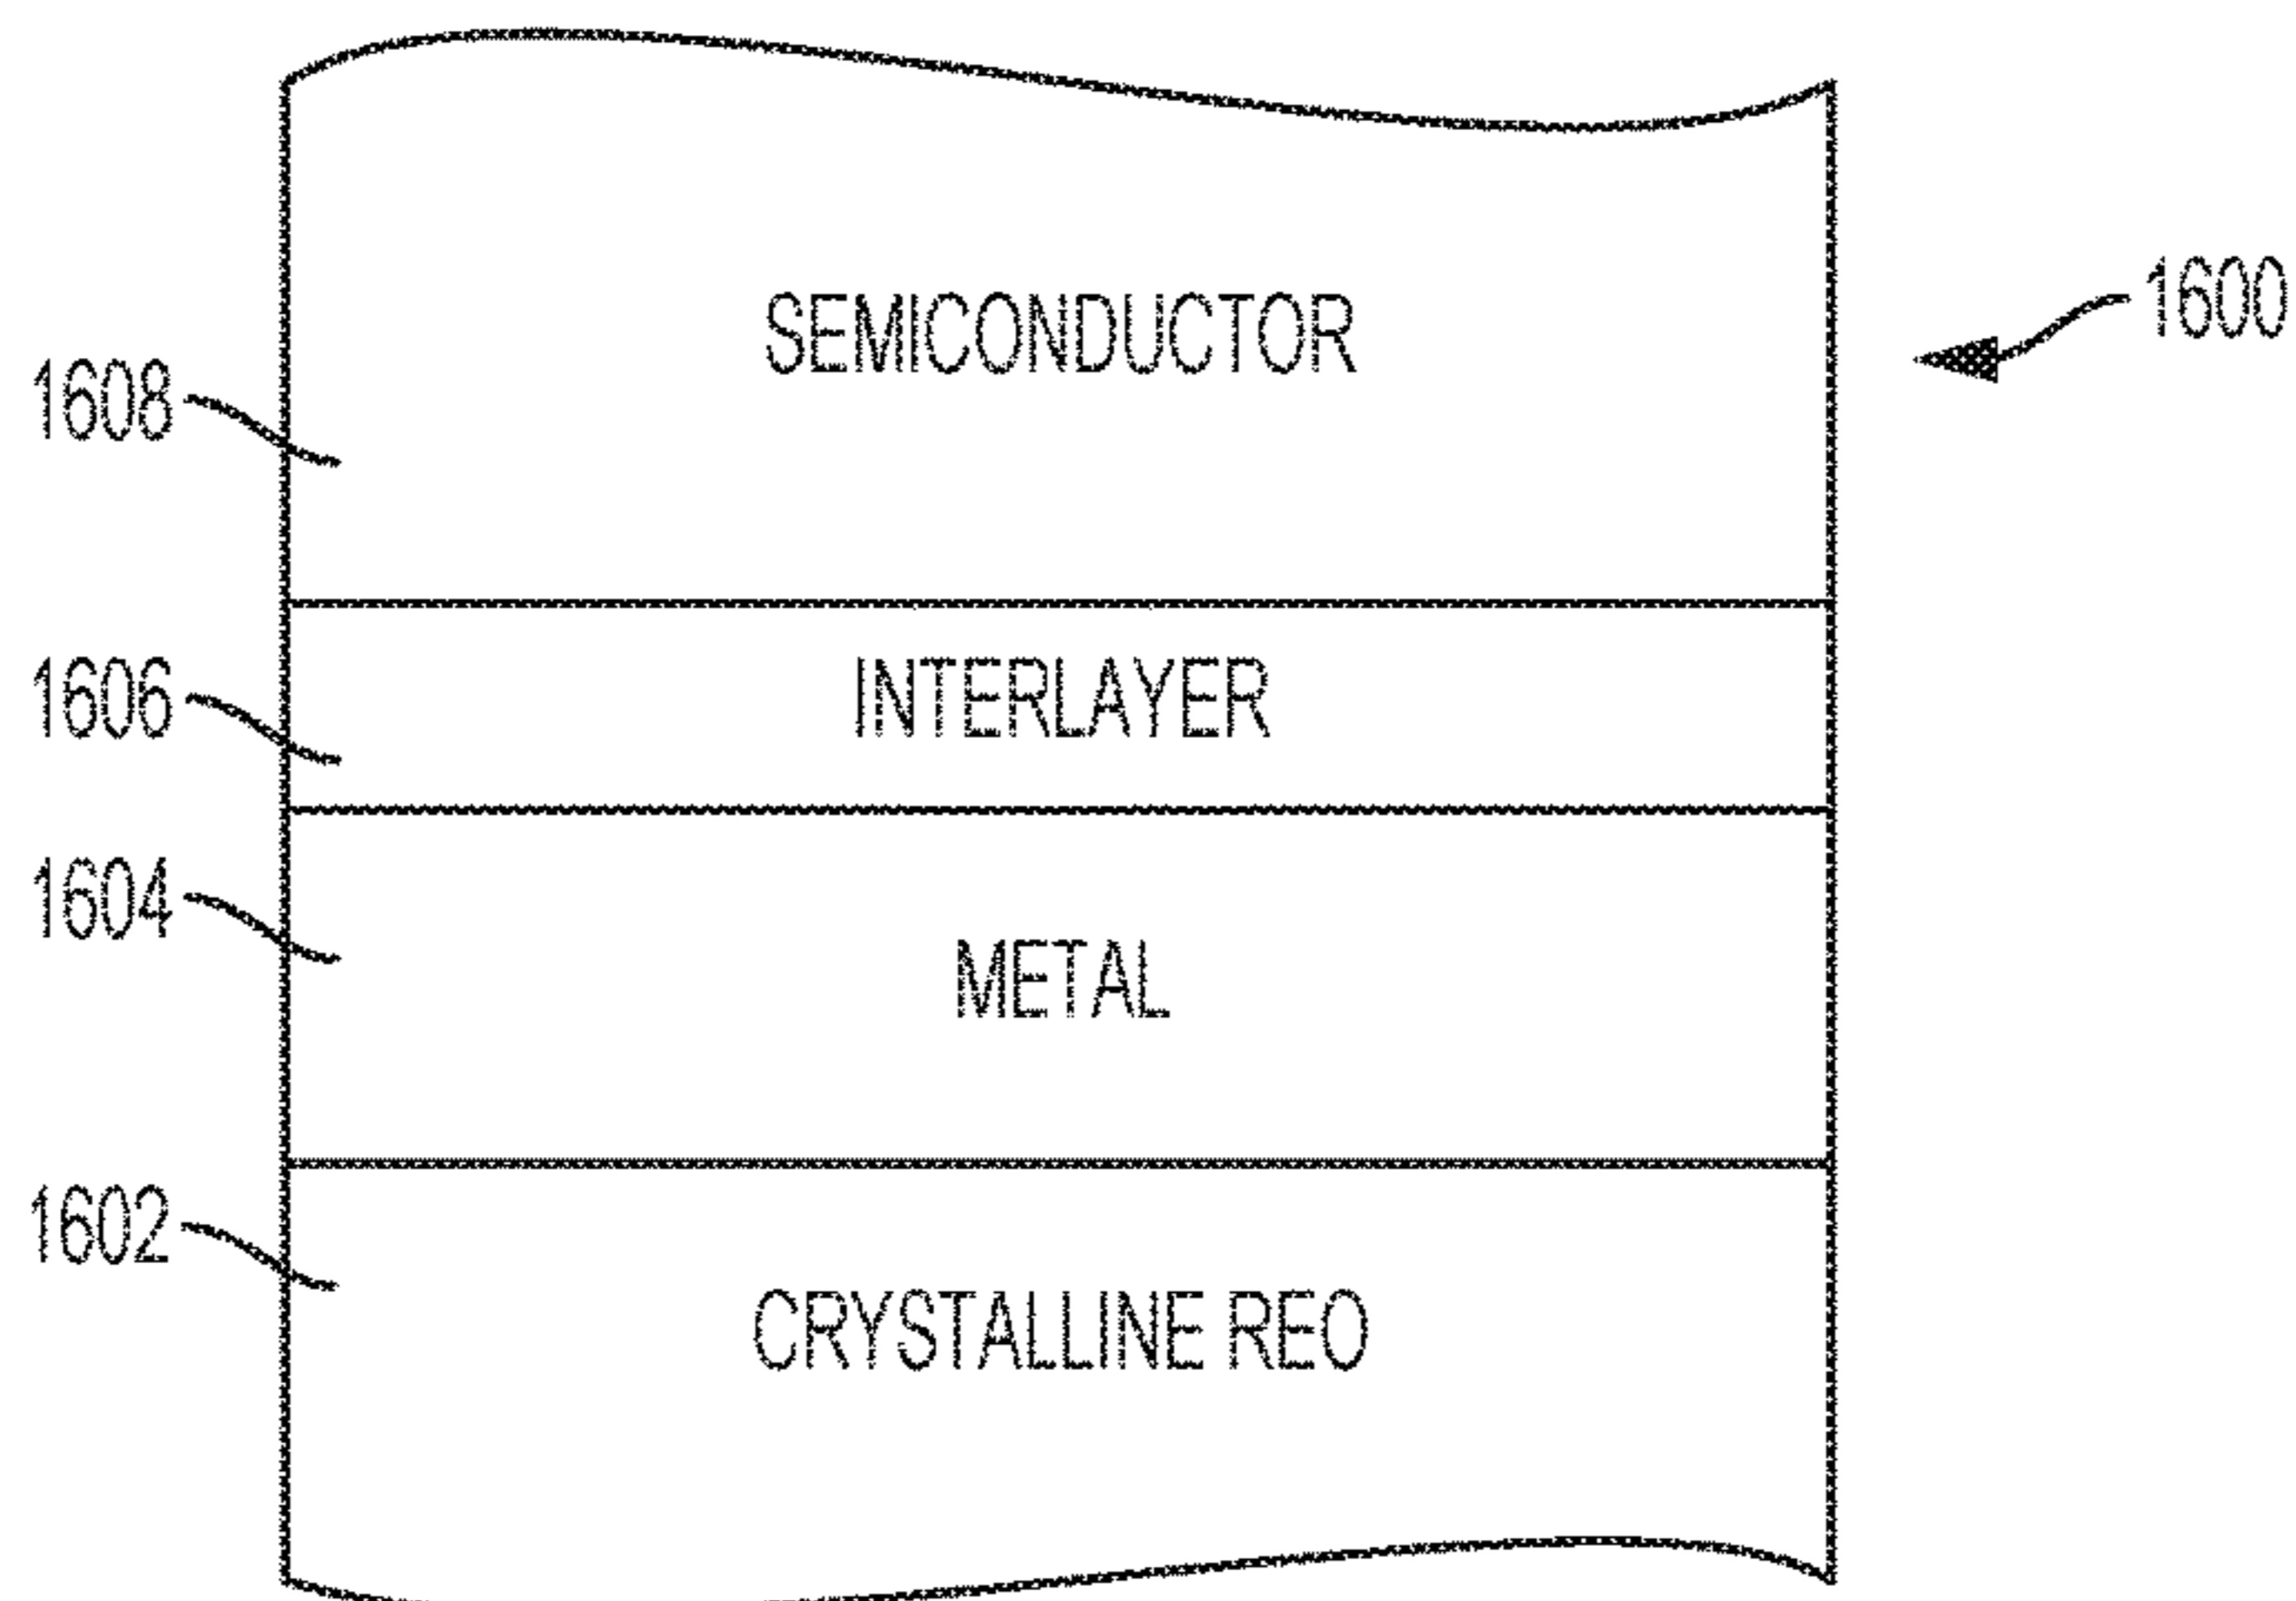 1600
SEMICONDUCTOR
1608
INTERLAYER
1606
1604
METAL
1602
CRYSTALLINE REO